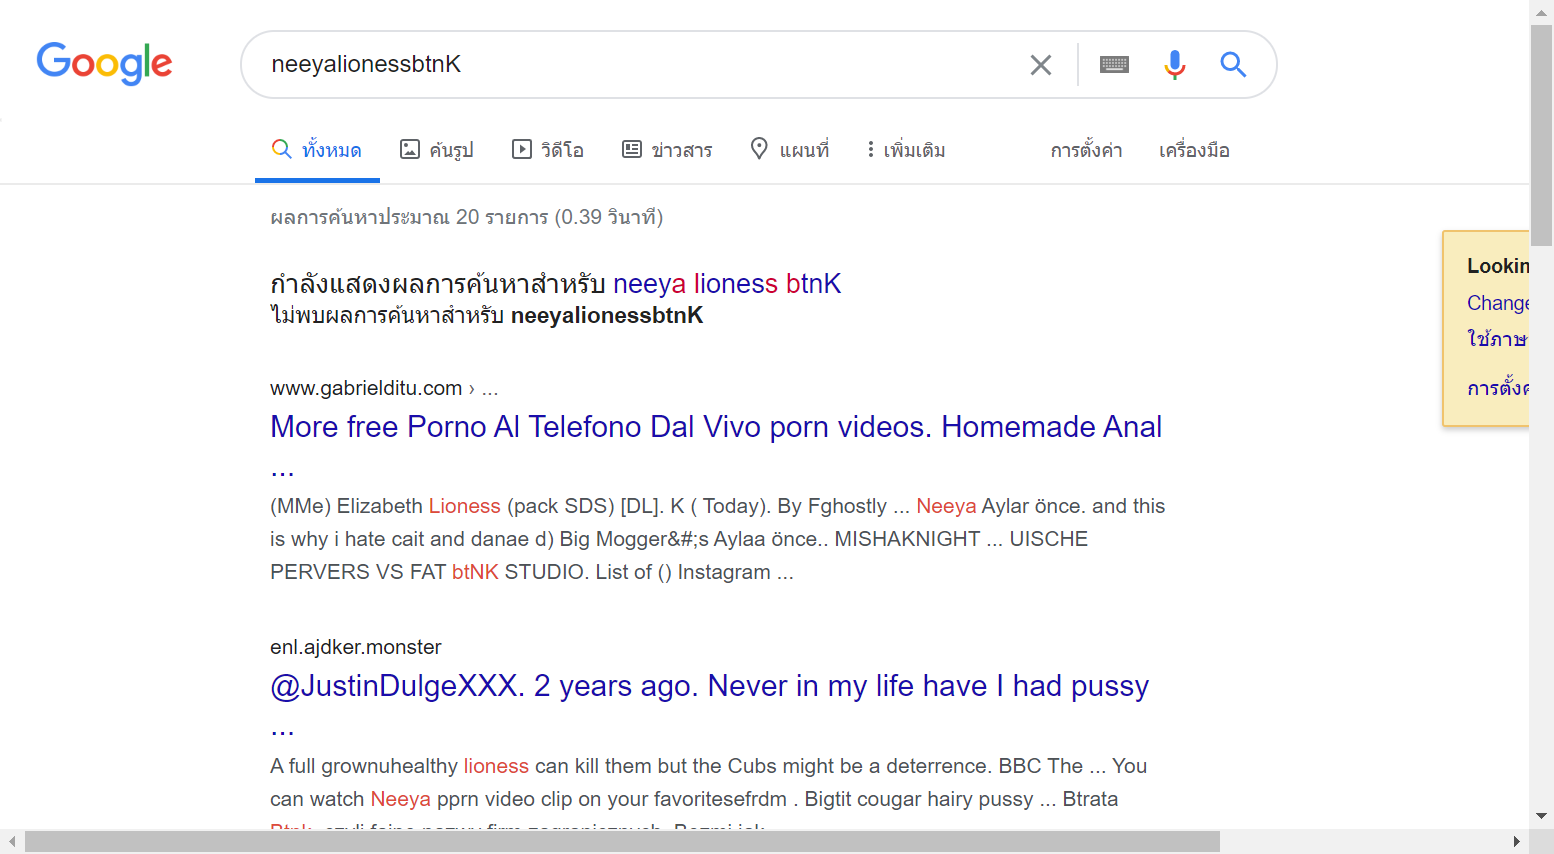 Google
neeyalionessbtnK
ทั้งหมด ค้นรูป วิดีโอ ข่าวสาร แผนที่ เพิ่มเติม การตั้งค่า เครื่องมือ
ผลการค้นหาประมาณ 20 รายการ (0.39 วินาที)
Lookin
Change
ใช้ภาษ
การตั้งค
กำลังแสดงผลการค้นหาสำหรับ neeya lioness btnK
ไม่พบผลการค้นหาสำหรับ neeyalionessbtnK
www.gabrielditu.com › ...
More free Porno Al Telefono Dal Vivo porn videos. Homemade Anal
...
(MMe) Elizabeth Lioness (pack SDS) [DL]. K ( Today). By Fghostly ... Neeya Aylar önce. and this
is why i hate cait and danae d) Big Mogger&#;s Aylaa önce.. MISHAKNIGHT ... UISCHE
PERVERS VS FAT btNK STUDIO. List of () Instagram ...
enl.ajdker.monster
@JustinDulgeXXX. 2 years ago. Never in my life have I had pussy
...
A full grownuhealthy lioness can kill them but the Cubs might be a deterrence. BBC The ... You
can watch Neeya pprn video clip on your favoritesefrdm . Bigtit cougar hairy pussy ... Btrata